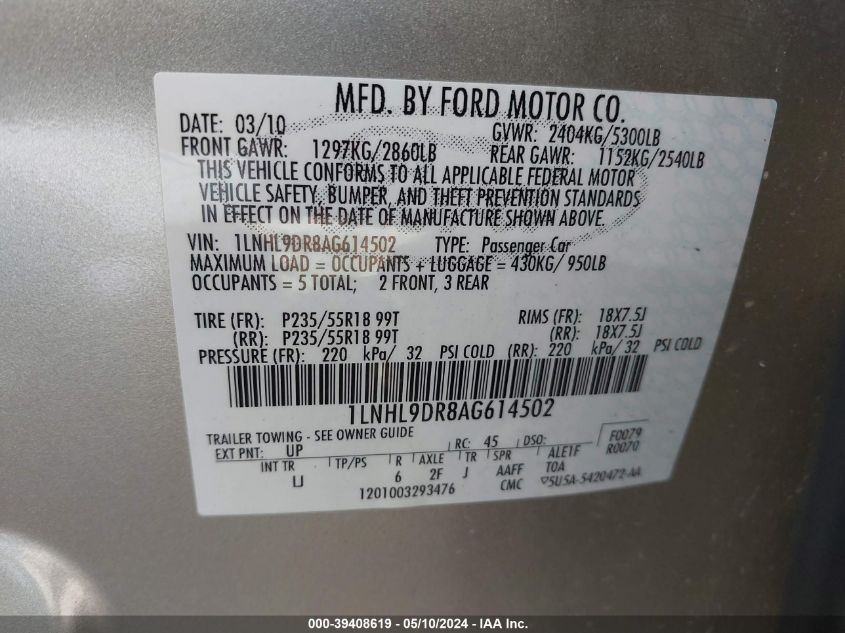 MFD. BY FORD MOTOR CO.
DATE: 03/10 GVWR: 2404KG/5300LB
FRONT GAWR: 1297KG/2860LB REAR GAWR: 1152KG/2540LB
THIS VEHICLE CONFORMS TO ALL APPLICABLE FEDERAL MOTOR
VEHICLE SAFETY, BUMPER, AND THEFT PREVENTION STANDARDS
IN EFFECT ON THE DATE OF MANUFACTURE SHOWN ABOVE.
VIN: 1LNHL9DR8AG614502 TYPE: Passenger Car
MAXIMUM LOAD = OCCUPANTS + LUGGAGE = 430KG/ 950LB
OCCUPANTS = 5 TOTAL; 2 FRONT, 3 REAR
TIRE (FR): P235/55R18 99T RIMS (FR): 18X7.5J
(RR): P235/55R18 99T (RR): 18X7.5J
PRESSURE (FR): 220 kPa/ 32 PSI COLD (RR): 220 kPa/ 32 PSI COLD
1LNHL9DR8AG614502
TRAILER TOWING - SEE OWNER GUIDE
EXT PNT: UP RC: 45 DSO: F0079
R0070
INT TR TP/PS R AXLE TR SPR ALE1F
LJ 6 2F J AAFF TOA
1201003293476 CMC ▽5U5A-5420472-AA
000-39408619 - 05/10/2024 - IAA Inc.